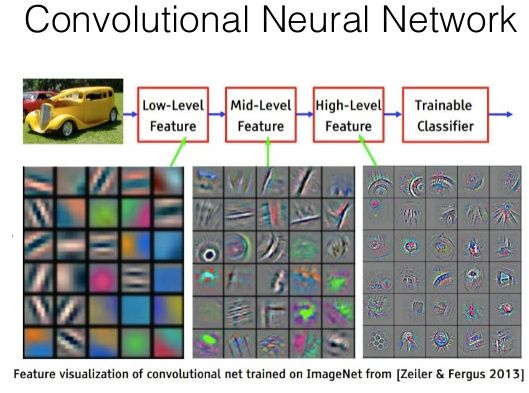 Convolutional Neural Network
Low-Level
Feature
Mid-Level
Feature
High-Level
Feature
Trainable
Classifier
Feature visualization of convolutional net trained on ImageNet from [Zeiler & Fergus 2013]